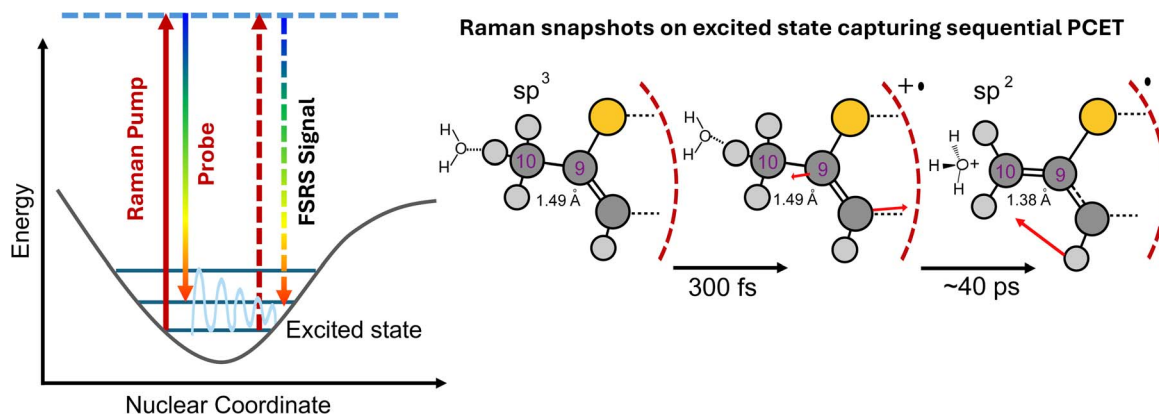 Raman snapshots on excited state capturing sequential PCET
Energy
Raman Pump
Probe
FSRS Signal
Excited state
Nuclear Coordinate
sp³
H
O
H
10
9
1.49 Å
300 fs
+•
H
O
H
10
9
1.49 Å
~40 ps
•
sp²
H
H
O+
H
10
9
1.38 Å